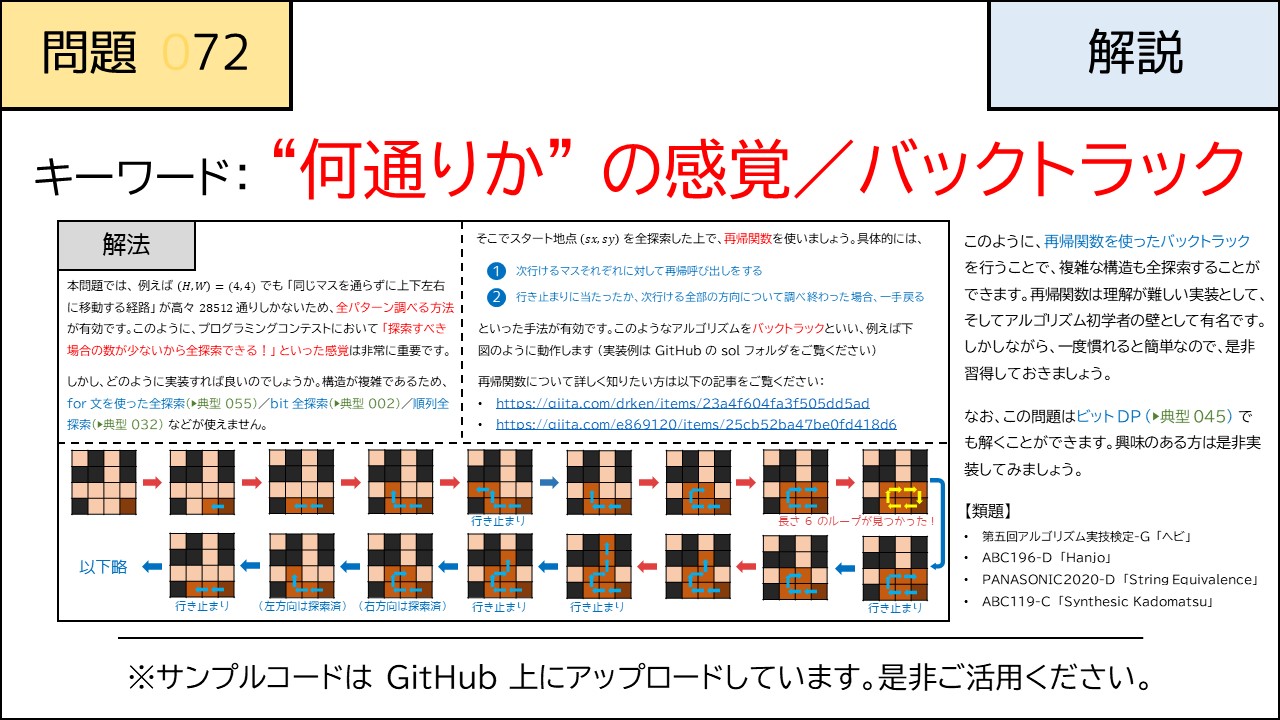 問題 072
解説
キーワード： “何通りか” の感覚／バックトラック
解法
本問題では、例えば (H,W) = (4,4) でも「同じマスを通らずに上下左右
に移動する経路」が高々 28512 通りしかないため、全パターン調べる方法
が有効です。このように、プログラミングコンテストにおいて「探索すべき
場合の数が少ないから全探索できる！」といった感覚は非常に重要です。
しかし、どのように実装すれば良いのでしょうか。構造が複雑であるため、
for 文を使った全探索(▶典型 055)／bit 全探索(▶典型 002)／順列全
探索(▶典型 032) などが使えません。
そこでスタート地点 (sx,sy) を全探索した上で、再帰関数を使いましょう。具体的には、
1 次行けるマスそれぞれに対して再帰呼び出しをする
2 行き止まりに当たったか、次行ける全部の方向について調べ終わった場合、一手戻る
といった手法が有効です。このようなアルゴリズムをバックトラックといい、例えば下
図のように動作します（実装例は GitHub の sol フォルダをご覧ください）
再帰関数について詳しく知りたい方は以下の記事をご覧ください：
• https://qiita.com/drken/items/23a4f604fa3f505dd5ad
• https://qiita.com/e869120/items/25cb52ba47be0fd418d6
行き止まり
長さ 6 のループが見つかった！
以下略
行き止まり
（左方向は探索済）
（右方向は探索済）
行き止まり
行き止まり
行き止まり
このように、再帰関数を使ったバックトラック
を行うことで、複雑な構造も全探索することが
できます。再帰関数は理解が難しい実装として、
そしてアルゴリズム初学者の壁として有名です。
しかしながら、一度慣れると簡単なので、是非
習得しておきましょう。
なお、この問題はビット DP（▶典型 045）で
も解くことができます。興味のある方は是非実
装してみましょう。
【類題】
• 第五回アルゴリズム実技検定-G「ヘビ」
• ABC196-D「Hanjo」
• PANASONIC2020-D「String Equivalence」
• ABC119-C「Synthesic Kadomatsu」
※サンプルコードは GitHub 上にアップロードしています。是非ご活用ください。